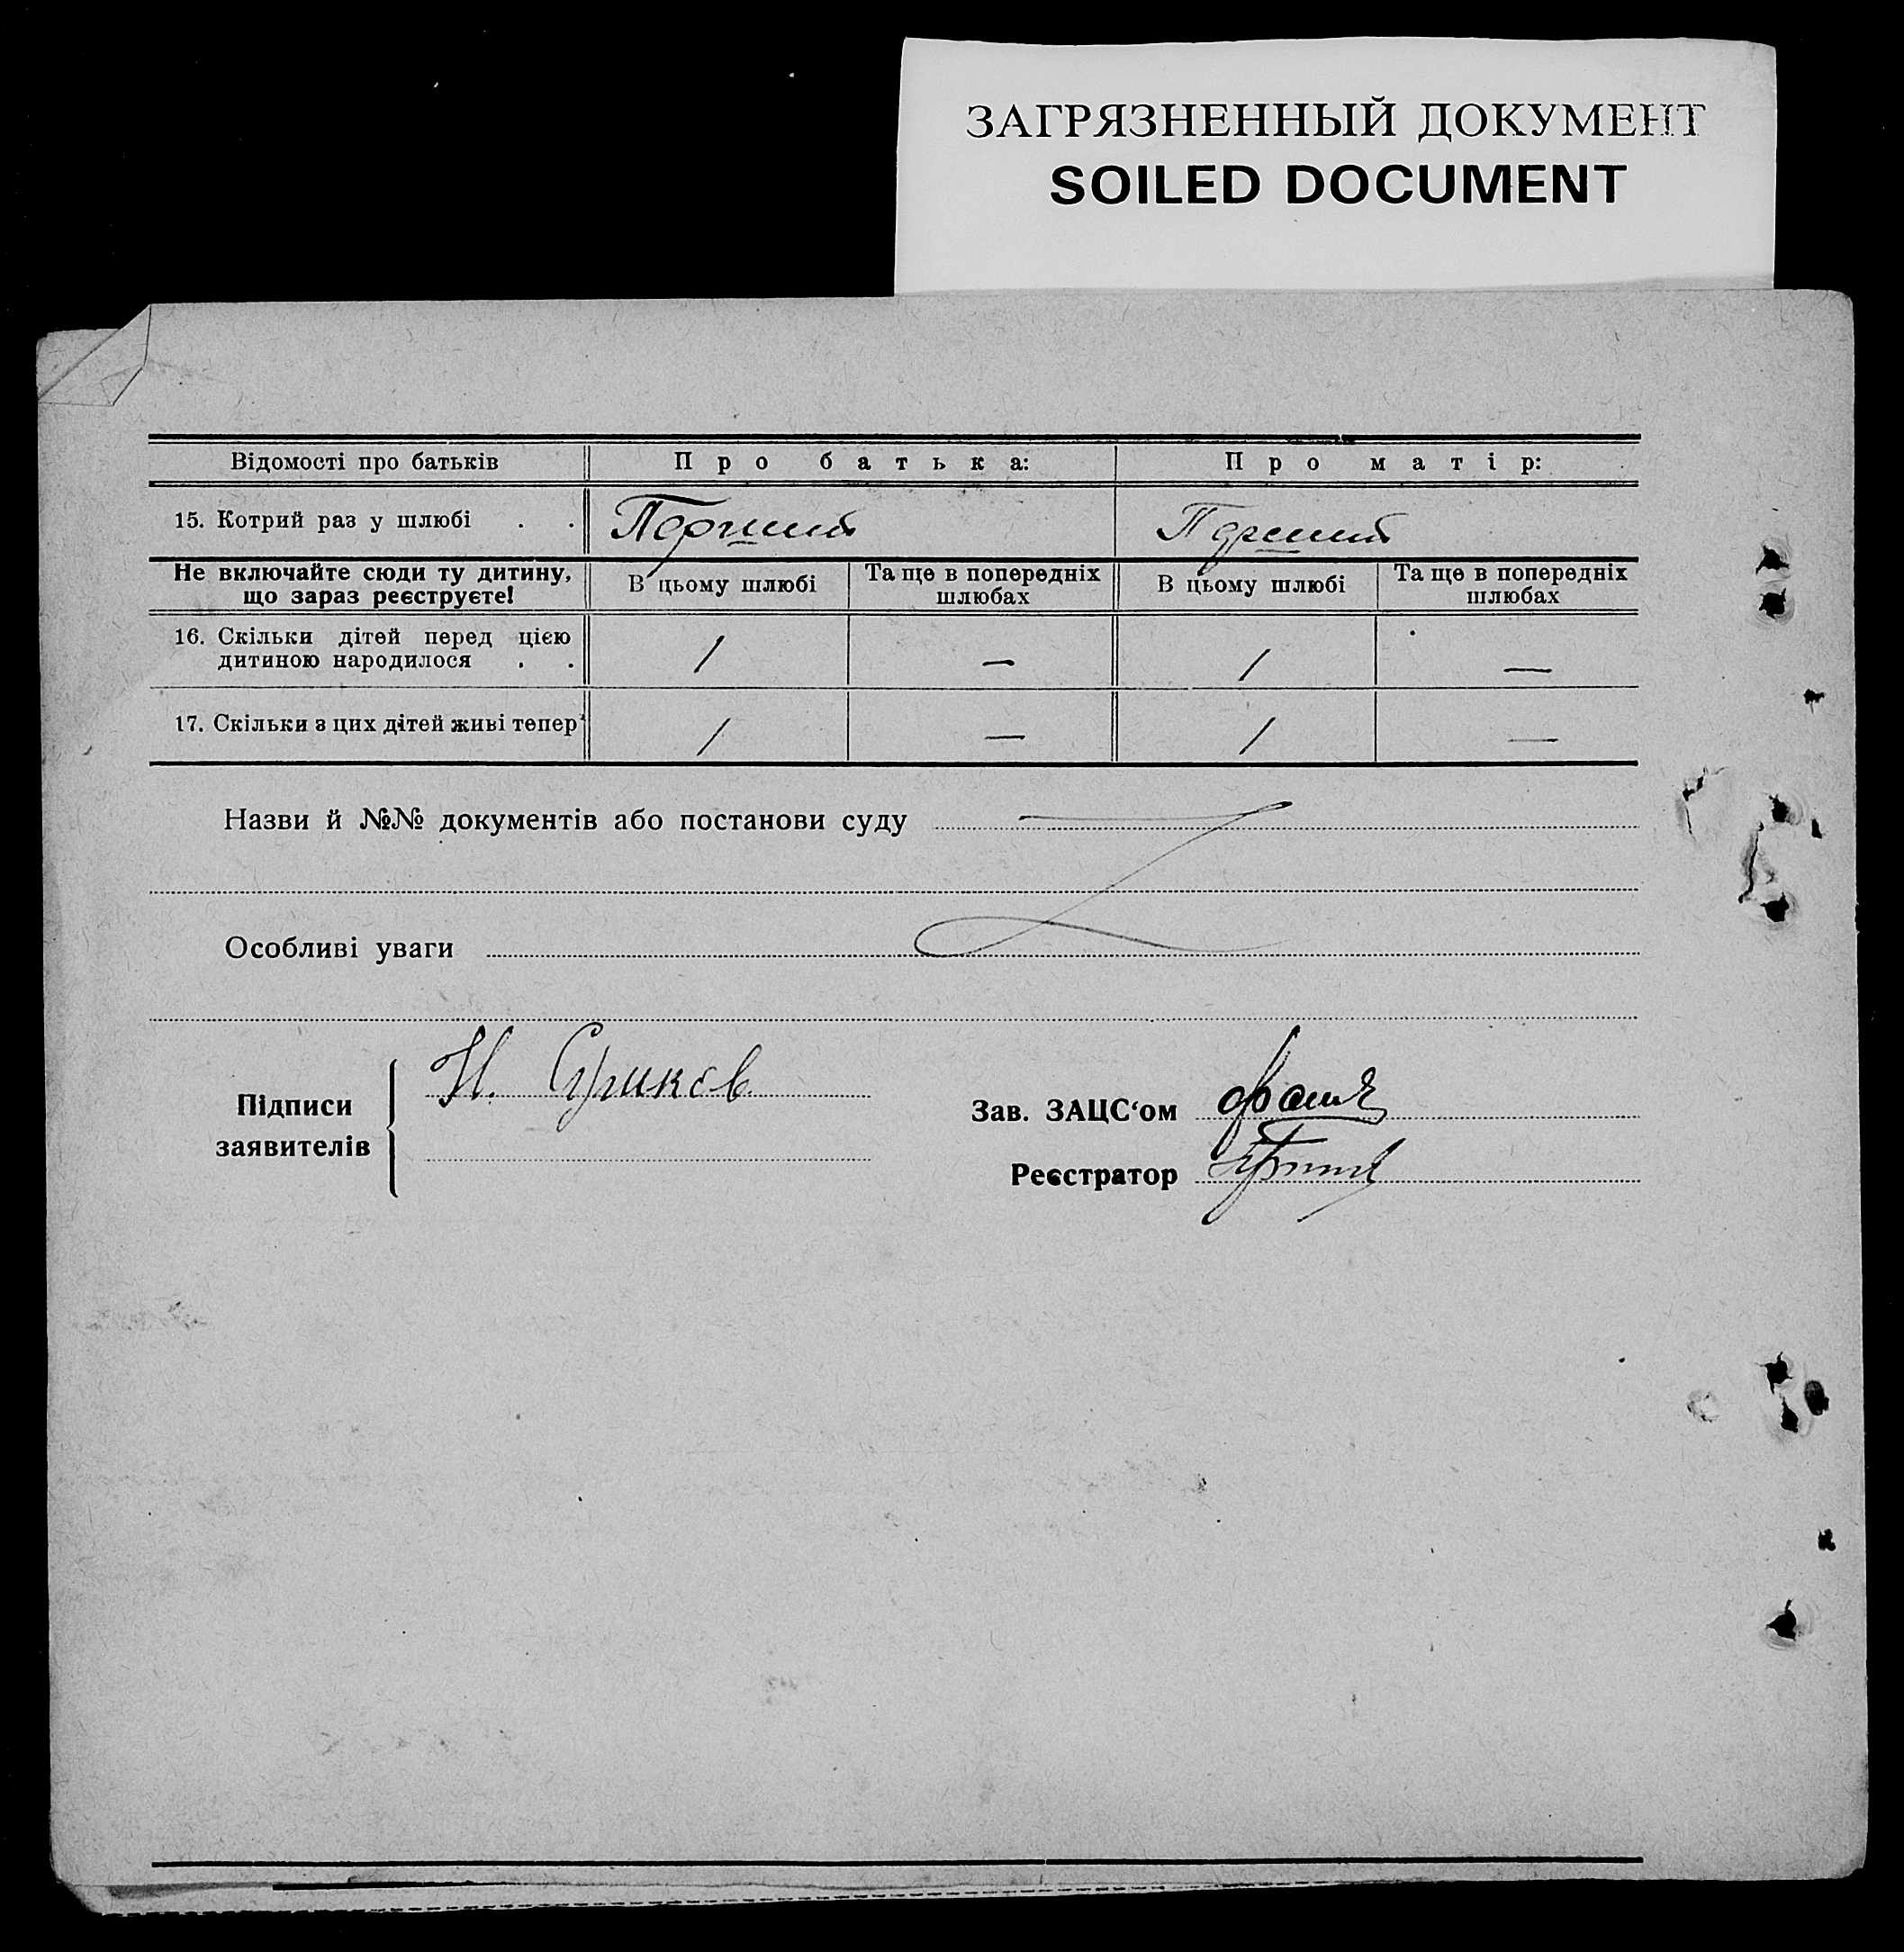 ЗАГРЯЗНЕННЫЙ ДОКУМЕНТ
SOILED DOCUMENT
Відомості про батьків Про батька: Про матір:
15. Котрий раз у шлюбі . . Перший Перший
Не включайте сюди ту дитину, що зараз реєструєте! В цьому шлюбі Та ще в попередніх шлюбах В цьому шлюбі Та ще в попередніх шлюбах
16. Скільки дітей перед цією
дитиною народилося . . 1 — 1 —
17. Скільки з цих дітей живі тепер 1 — 1 —
Назви й №№ документів або постанови суду
Особливі уваги
Підписи
заявителів
Н.
Зав. ЗАЦС‘ом
Реєстратор